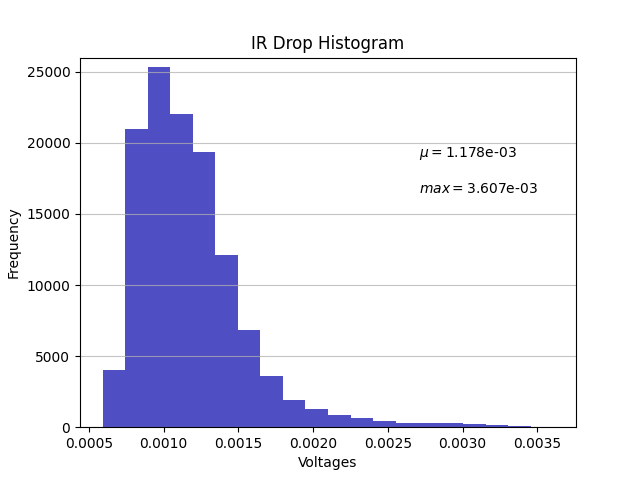 IR Drop Histogram
25000
20000
15000
10000
5000
0
Frequency
μ = 1.178e-03
max = 3.607e-03
0.0005 0.0010 0.0015 0.0020 0.0025 0.0030 0.0035
Voltages